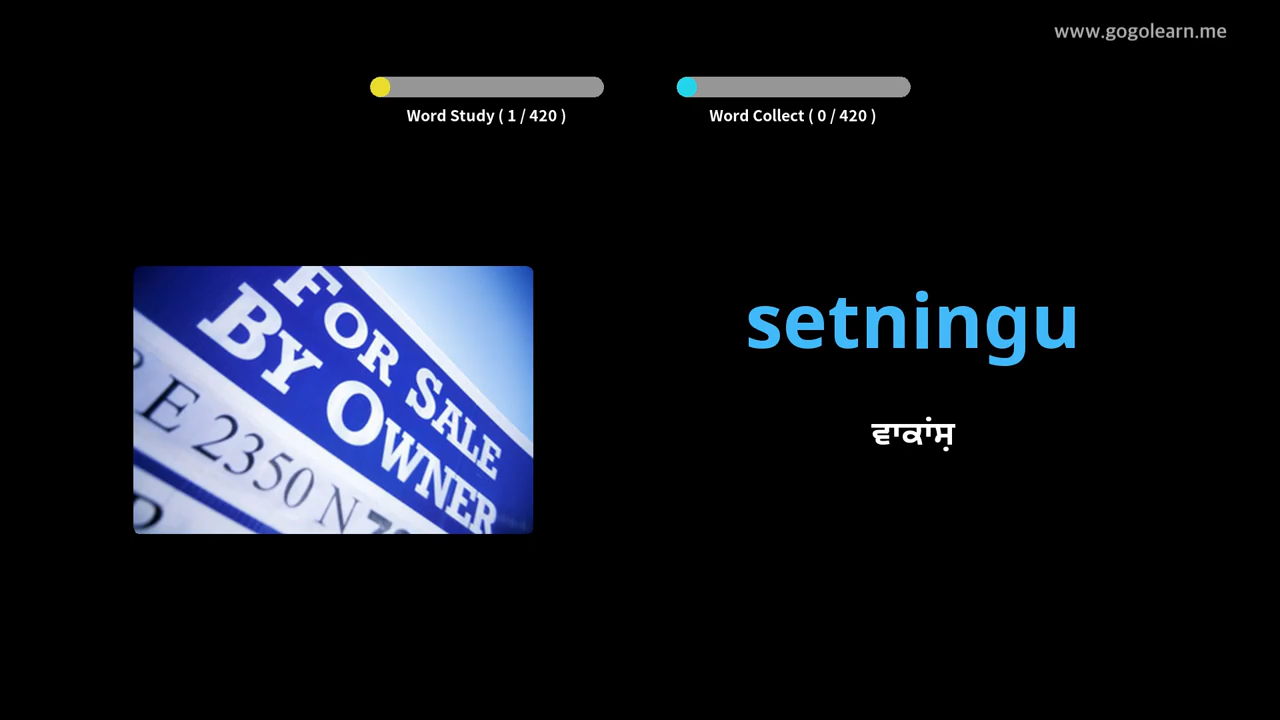 www.gogolearn.me
Word Study ( 1 / 420 )
Word Collect ( 0 / 420 )
FOR SALE
BY OWNER
E 2350 N
setningu
ਵਾਕਾਂਸ਼